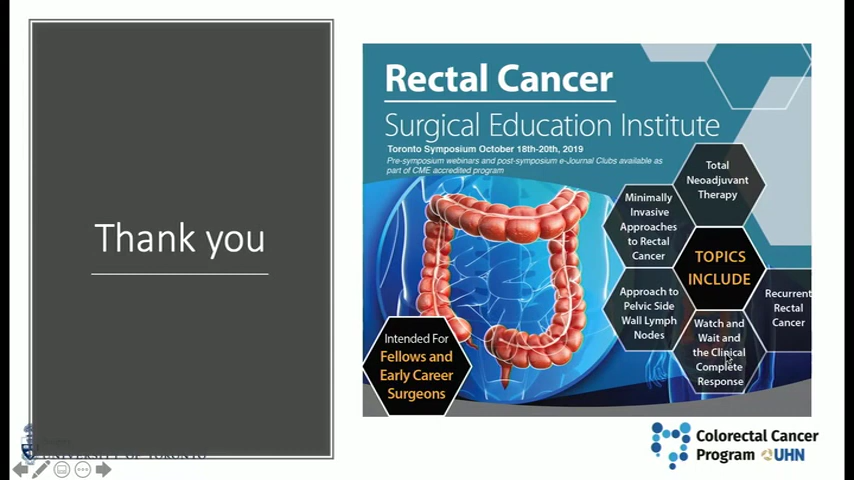 Thank you
Rectal Cancer
Surgical Education Institute
Toronto Symposium October 18th-20th, 2019
Pre-symposium webinars and post-symposium e-Journal Clubs available as
part of CME accredited program
Total
Neoadjuvant
Therapy
Minimally
Invasive
Approaches
to Rectal
Cancer
TOPICS
INCLUDE
Approach to
Pelvic Side
Wall Lymph
Nodes
Recurrent
Rectal
Cancer
Watch and
Wait and
the Clinical
Complete
Response
Intended For
Fellows and
Early Career
Surgeons
Colorectal Cancer
Program UHN
UNIVERSITY OF TORONTO